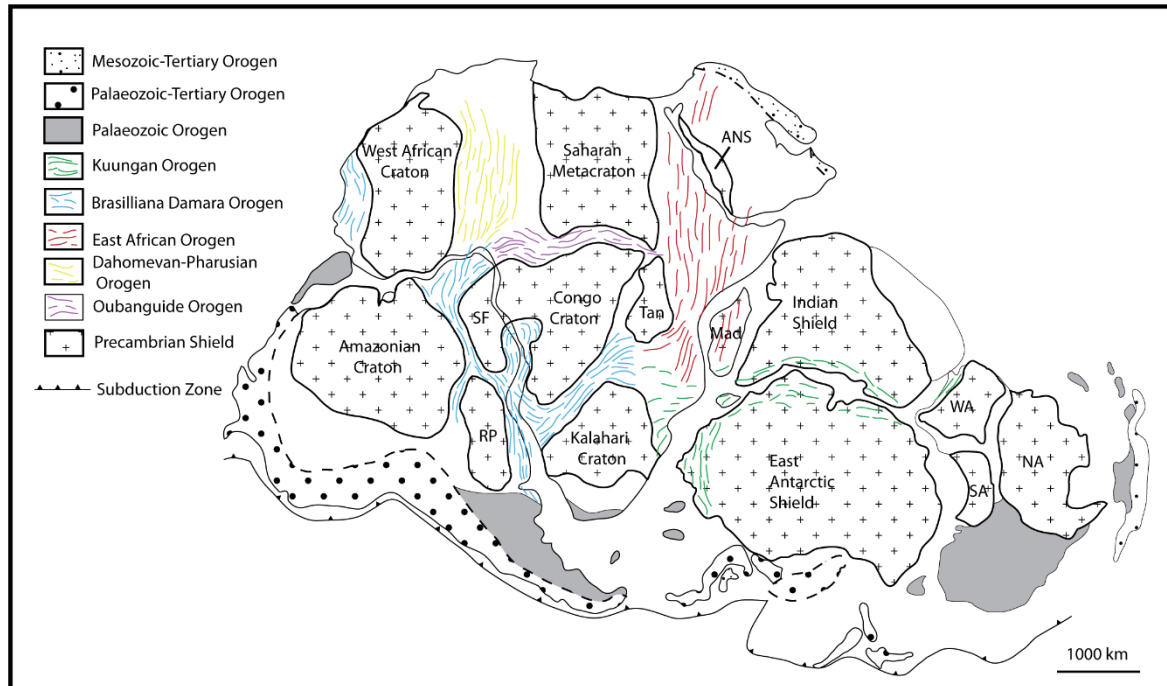 Mesozoic-Tertiary Orogen
Palaeozoic-Tertiary Orogen
Palaeozoic Orogen
Kuungan Orogen
Brasilliana Damara Orogen
East African Orogen
Dahomevan-Pharusian
Orogen
Oubanguide Orogen
Precambrian Shield
Subduction Zone
West African
Craton
Saharan
Metacraton
ANS
Amazonian
Craton
SF
Congo
Craton
Tan
Mad
Indian
Shield
RP
Kalahari
Craton
East
Antarctic
Shield
WA
SA
NA
1000 km